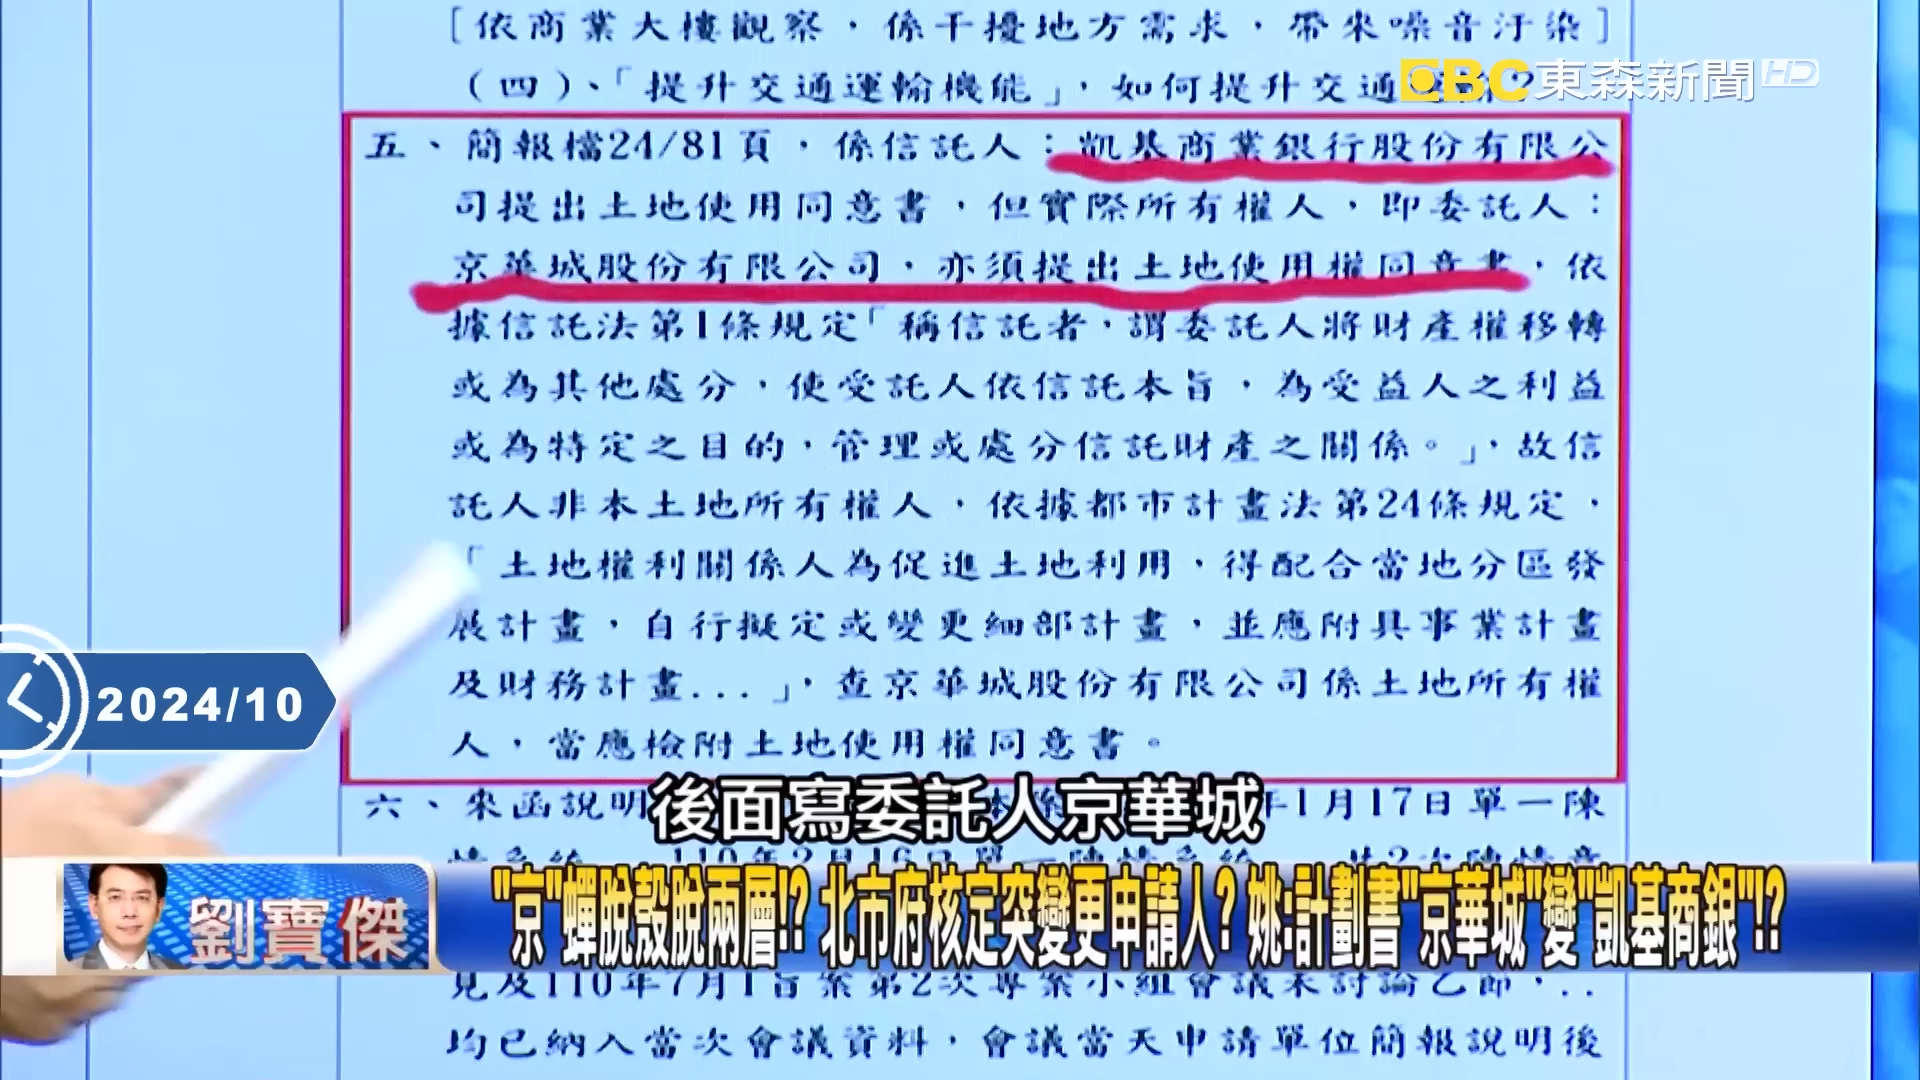 [依商業大樓觀察，係干擾地方需求，帶來噪音汙染]
(四)、「提升交通運輸機能」，如何提升交通
EBC 東森新聞 HD
五、簡報檔24/81頁，係信託人：凱基商業銀行股份有限公
司提出土地使用同意書，但實際所有權人，即委託人：
京華城股份有限公司，亦須提出土地使用權同意書，依
據信託法第1條規定「稱信託者，謂委託人將財產權移轉
或為其他處分，使受託人依信託本旨，為受益人之利益
或為特定之目的，管理或處分信託財產之關係。」，故信
託人非本土地所有權人，依據都市計畫法第24條規定，
「土地權利關係人為促進土地利用，得配合當地分區發
展計畫，自行擬定或變更細部計畫，並應附具事業計畫
及財務計畫...」，查京華城股份有限公司係土地所有權
人，當應檢附土地使用權同意書。
2024/10
六、來函說明 年1月17日單一陳
後面寫委託人京華城
劉寶傑
"京"蟬脫殼脫兩層!? 北市府核定突變更申請人? 姚:計劃書"京華城"變"凱基商銀"!?
見及110年7月1旨案第2次專案小組會議未討論乙節，..
均已納入當次會議資料，會議當天申請單位簡報說明後